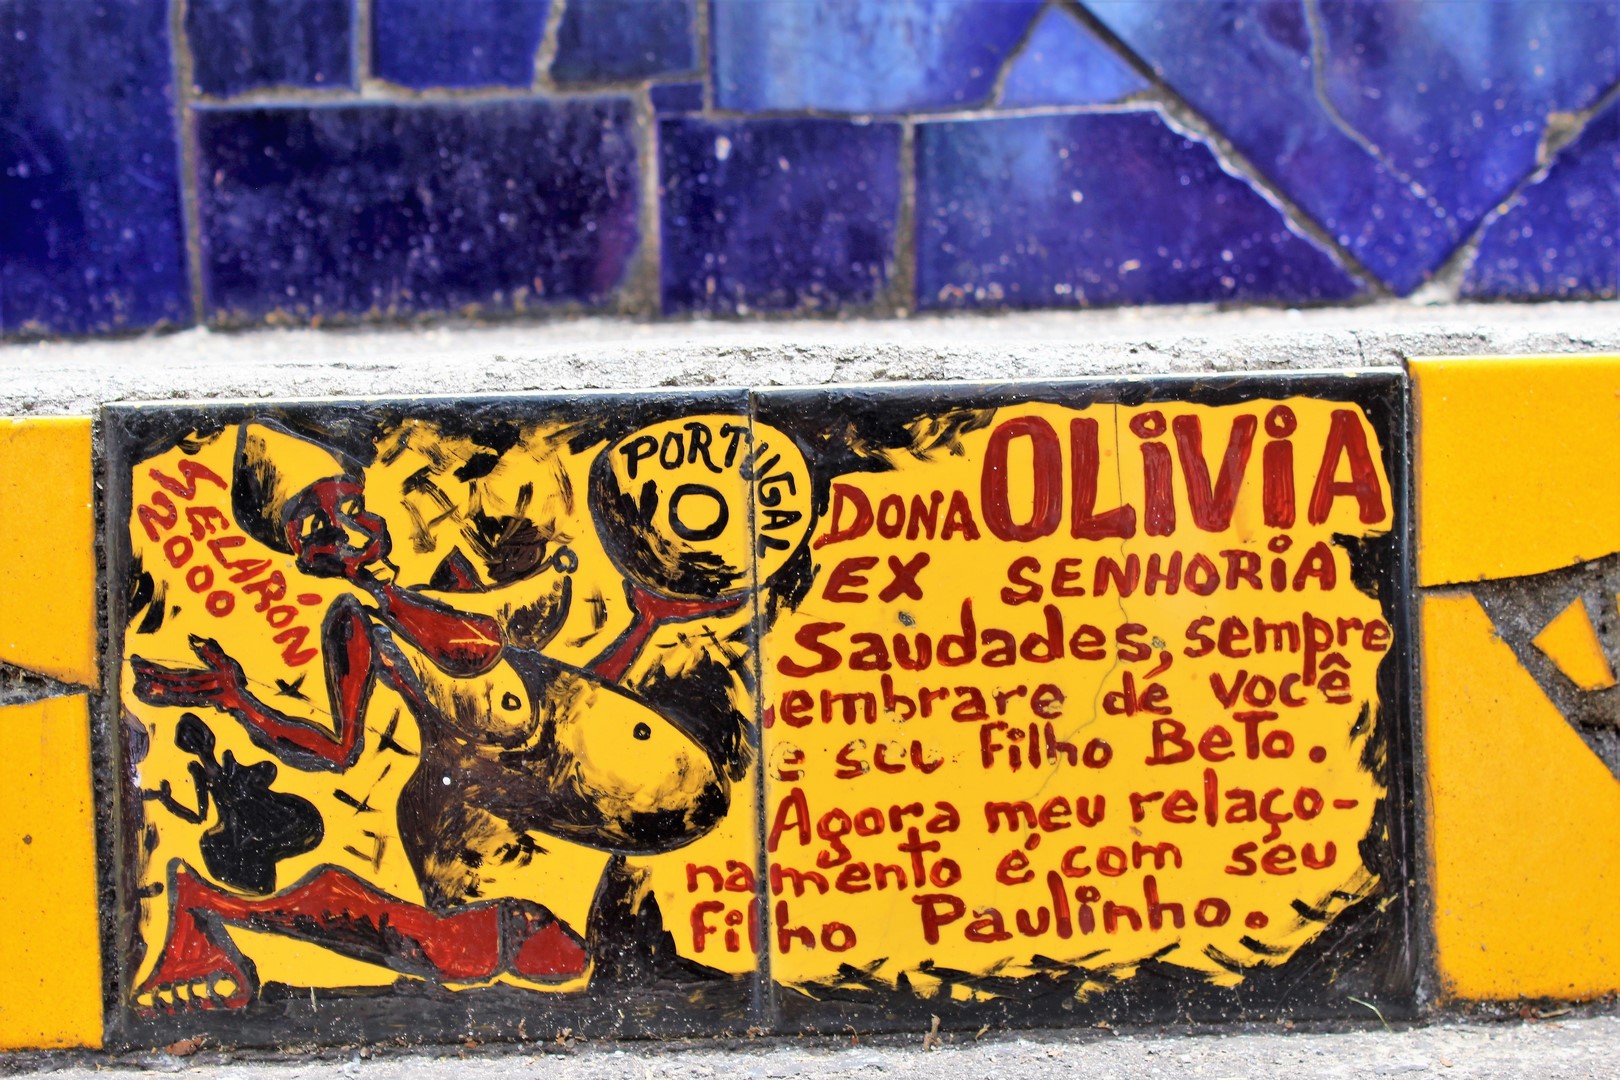 SELARÓN
2000
PORTUGAL
10
DONA OLiViA
EX SENHORiA
Saudades, sempre
lembrare de você
e seu Filho BeTo.
Agora meu relaço-
namento é com seu
Filho Paulinho.